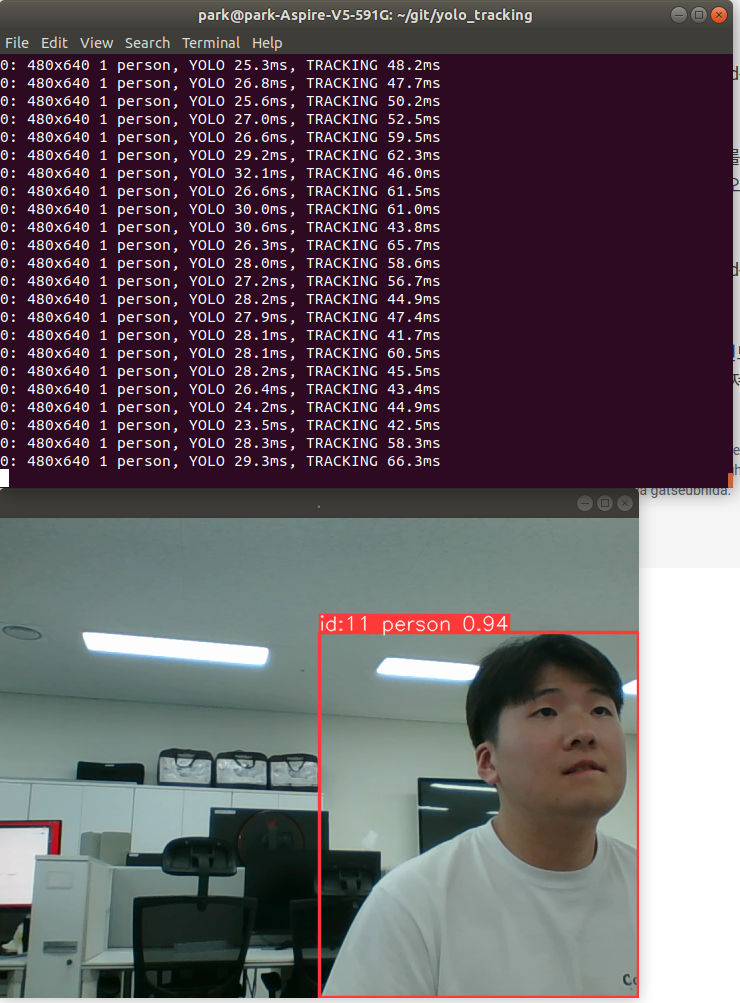 park@park-Aspire-V5-591G: ~/git/yolo_tracking
File Edit View Search Terminal Help
0: 480x640 1 person, YOLO 25.3ms, TRACKING 48.2ms
0: 480x640 1 person, YOLO 26.8ms, TRACKING 47.7ms
0: 480x640 1 person, YOLO 25.6ms, TRACKING 50.2ms
0: 480x640 1 person, YOLO 27.0ms, TRACKING 52.5ms
0: 480x640 1 person, YOLO 26.6ms, TRACKING 59.5ms
0: 480x640 1 person, YOLO 29.2ms, TRACKING 62.3ms
0: 480x640 1 person, YOLO 32.1ms, TRACKING 46.0ms
0: 480x640 1 person, YOLO 26.6ms, TRACKING 61.5ms
0: 480x640 1 person, YOLO 30.0ms, TRACKING 61.0ms
0: 480x640 1 person, YOLO 30.6ms, TRACKING 43.8ms
0: 480x640 1 person, YOLO 26.3ms, TRACKING 65.7ms
0: 480x640 1 person, YOLO 28.0ms, TRACKING 58.6ms
0: 480x640 1 person, YOLO 27.2ms, TRACKING 56.7ms
0: 480x640 1 person, YOLO 28.2ms, TRACKING 44.9ms
0: 480x640 1 person, YOLO 27.9ms, TRACKING 47.4ms
0: 480x640 1 person, YOLO 28.1ms, TRACKING 41.7ms
0: 480x640 1 person, YOLO 28.1ms, TRACKING 60.5ms
0: 480x640 1 person, YOLO 28.2ms, TRACKING 45.5ms
0: 480x640 1 person, YOLO 26.4ms, TRACKING 43.4ms
0: 480x640 1 person, YOLO 24.2ms, TRACKING 44.9ms
0: 480x640 1 person, YOLO 23.5ms, TRACKING 42.5ms
0: 480x640 1 person, YOLO 28.3ms, TRACKING 58.3ms
0: 480x640 1 person, YOLO 29.3ms, TRACKING 66.3ms
a gatseubnida.
.
id:11 person 0.94